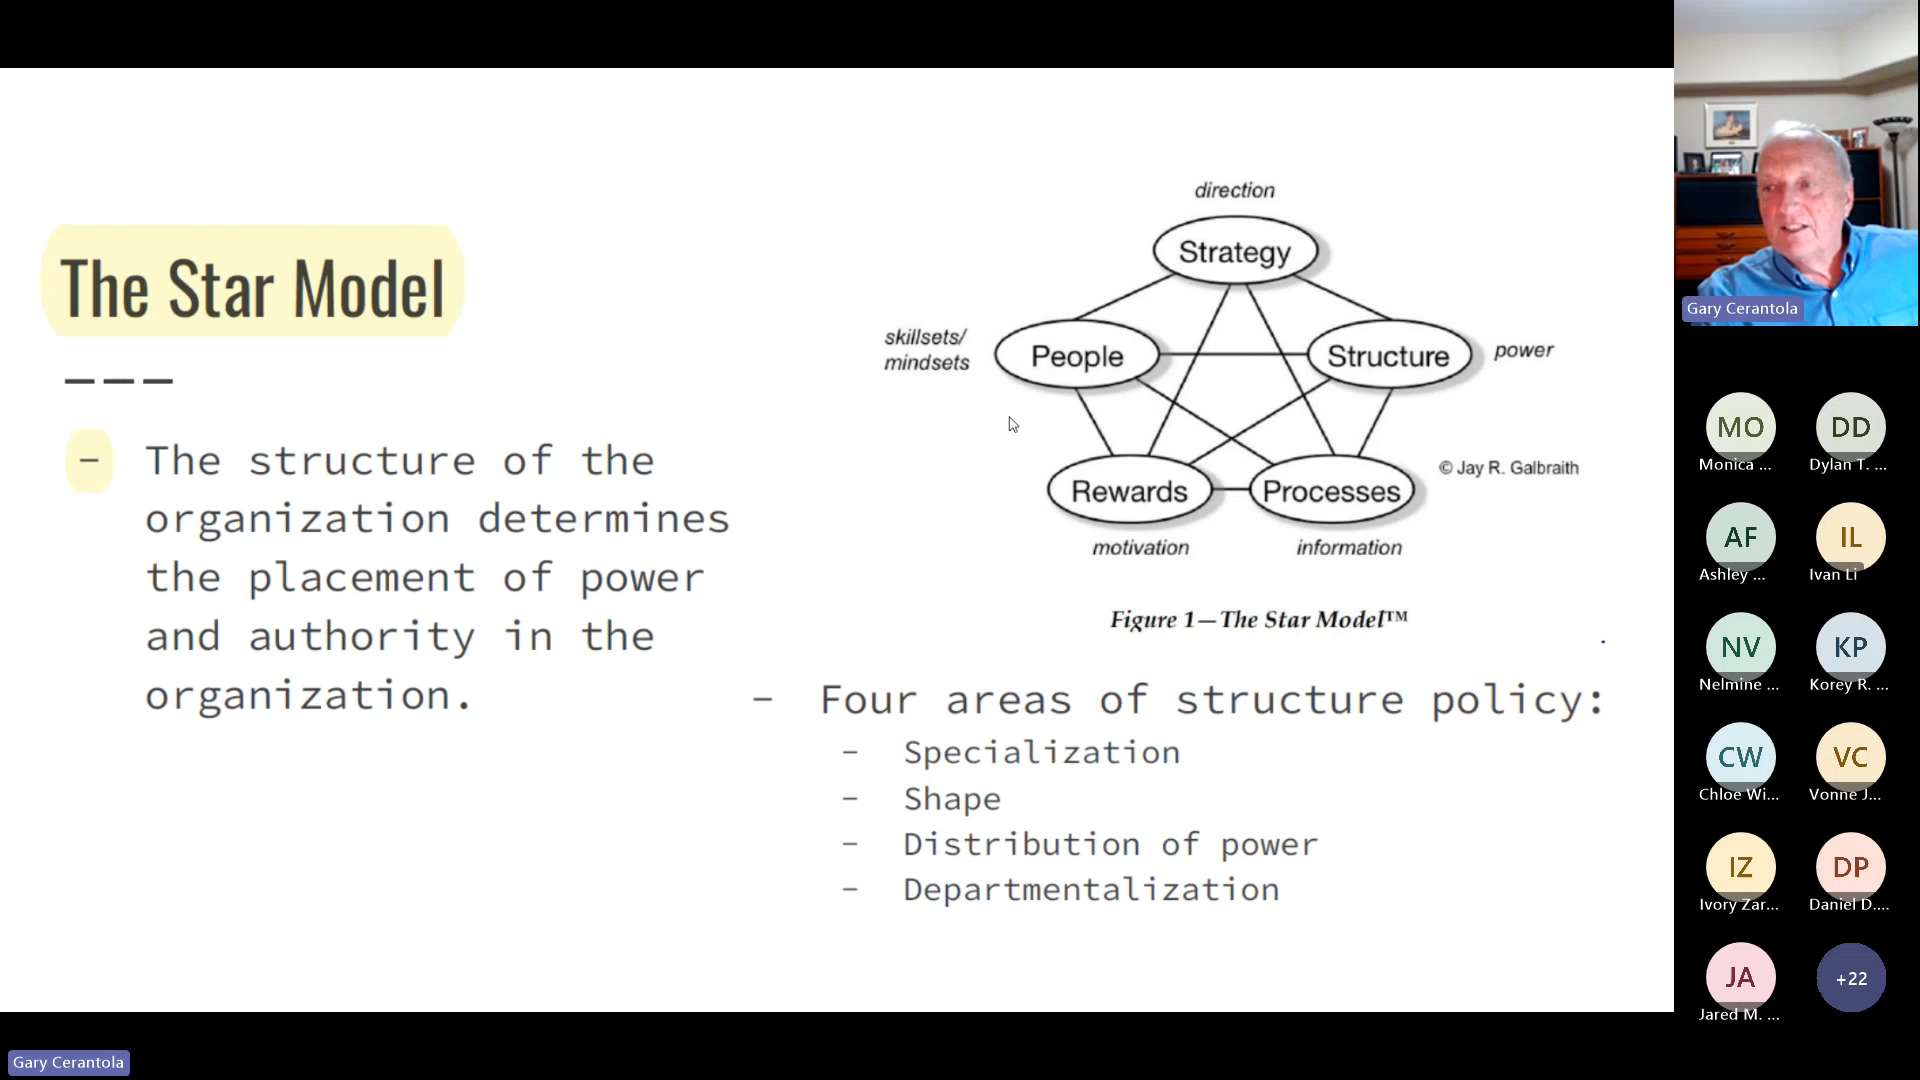 The Star Model
– The structure of the
organization determines
the placement of power
and authority in the
organization.
direction
Strategy
skillsets/
mindsets
People
Structure
power
Rewards
Processes
© Jay R. Galbraith
motivation
information
Figure 1—The Star Model™
– Four areas of structure policy:
– Specialization
– Shape
– Distribution of power
– Departmentalization
Gary Cerantola
MO
DD
Monica ...
Dylan T. ...
AF
IL
Ashley ...
Ivan Li
NV
KP
Nelmine ...
Korey R. ...
CW
VC
Chloe Wi...
Vonne J...
IZ
DP
Ivory Zar...
Daniel D....
JA
+22
Jared M. ...
Gary Cerantola